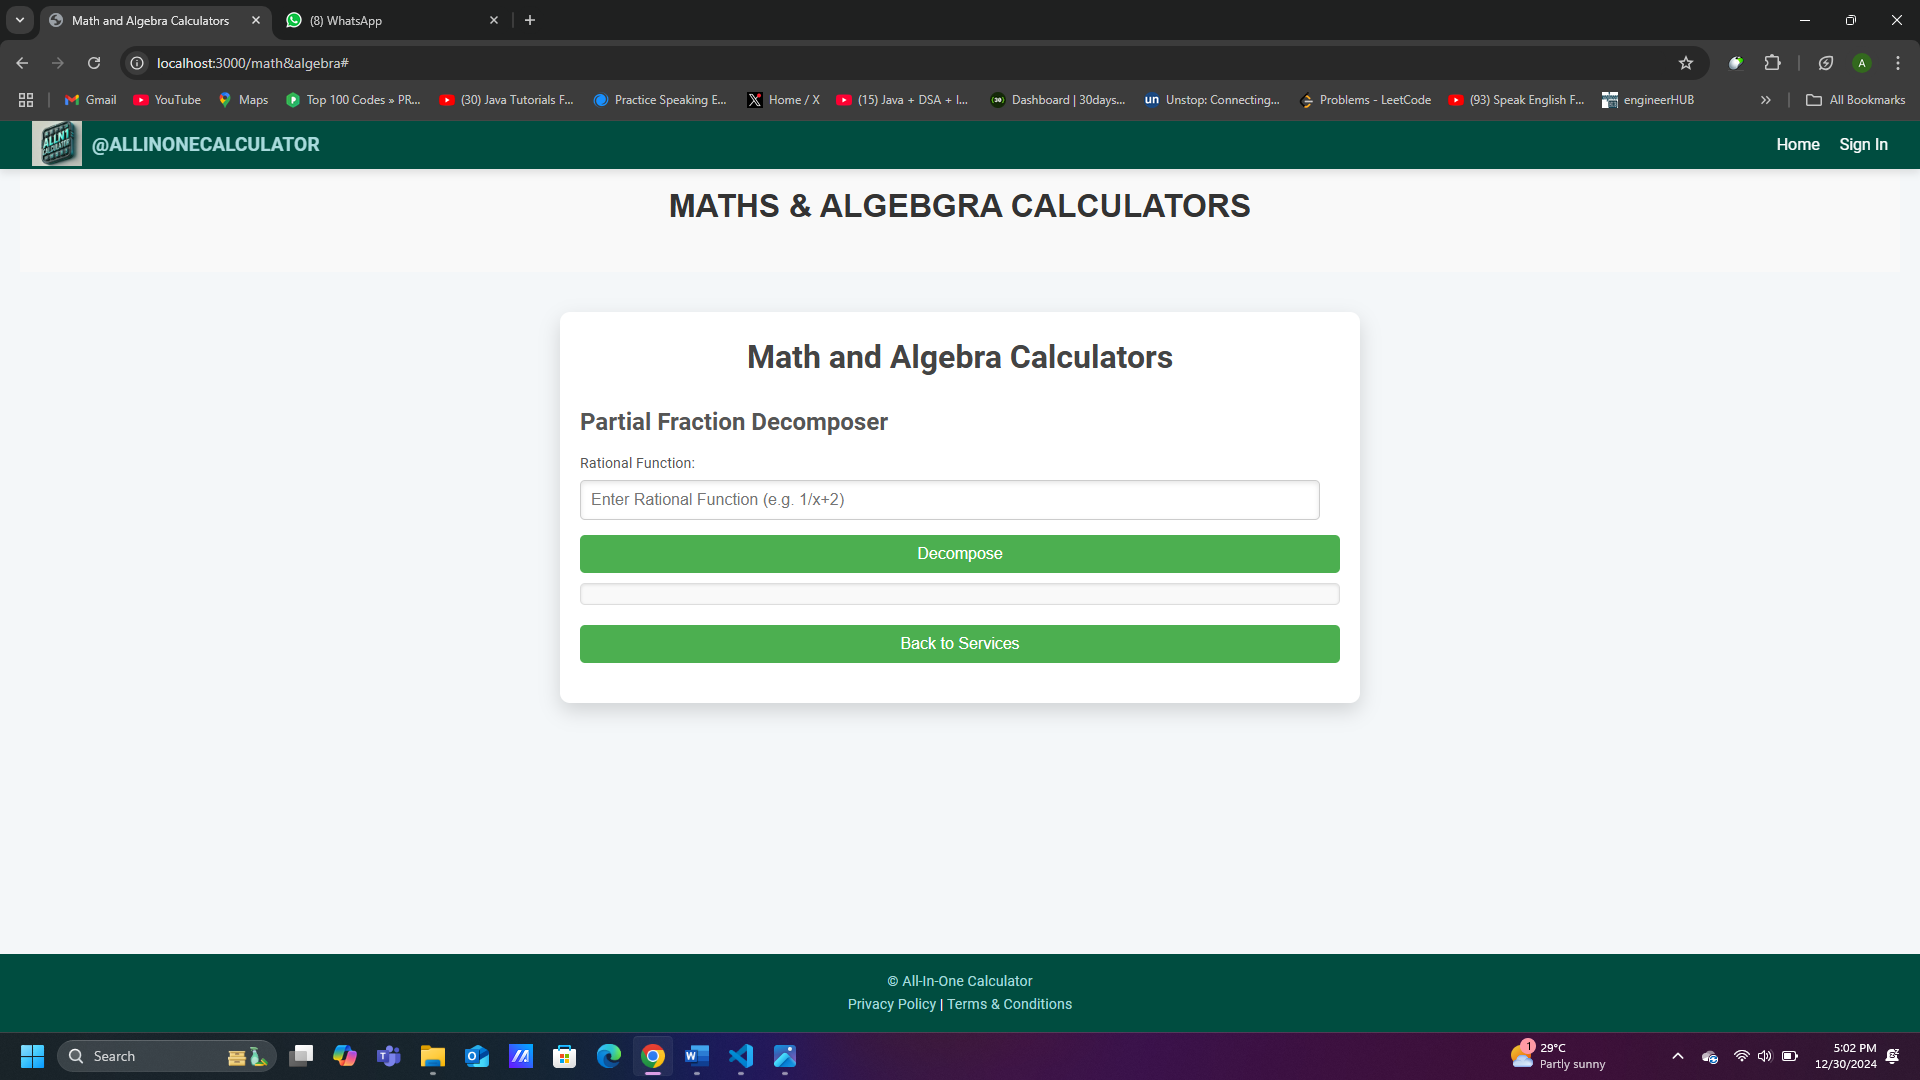 Math and Algebra Calculators
(8) WhatsApp
localhost:3000/math&algebra#
A
Gmail
YouTube
Maps
Top 100 Codes » PR...
(30) Java Tutorials F...
Practice Speaking E...
Home / X
(15) Java + DSA + I...
Dashboard | 30days...
un
Unstop: Connecting...
Problems - LeetCode
(93) Speak English F...
engineerHUB
All Bookmarks
ALLN1
CALCULATOR
@ALLINONECALCULATOR
Home
Sign In
MATHS & ALGEBGRA CALCULATORS
Math and Algebra Calculators
Partial Fraction Decomposer
Rational Function:
Enter Rational Function (e.g. 1/x+2)
Decompose
Back to Services
© All-In-One Calculator
Privacy Policy | Terms & Conditions
Search
1
29°C
Partly sunny
5:02 PM
12/30/2024